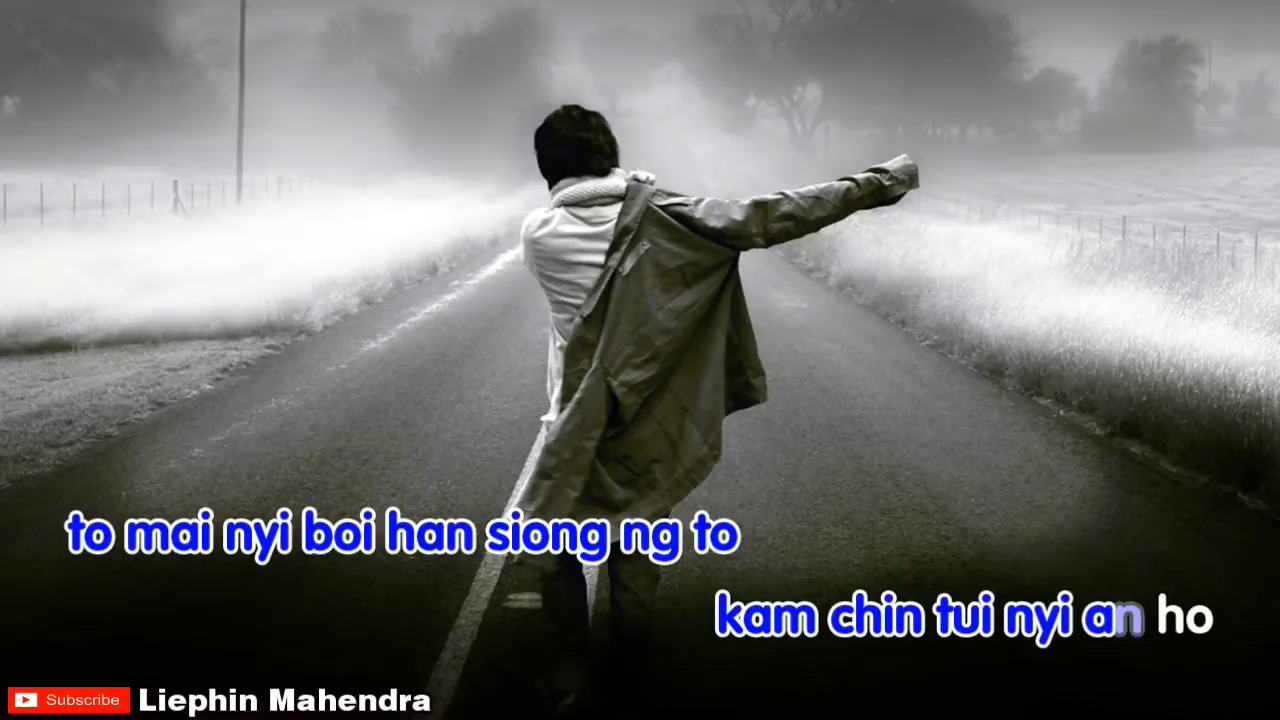 to mai nyi boi han siong ng to
kam chin tui nyi an ho
Subscribe Liephin Mahendra